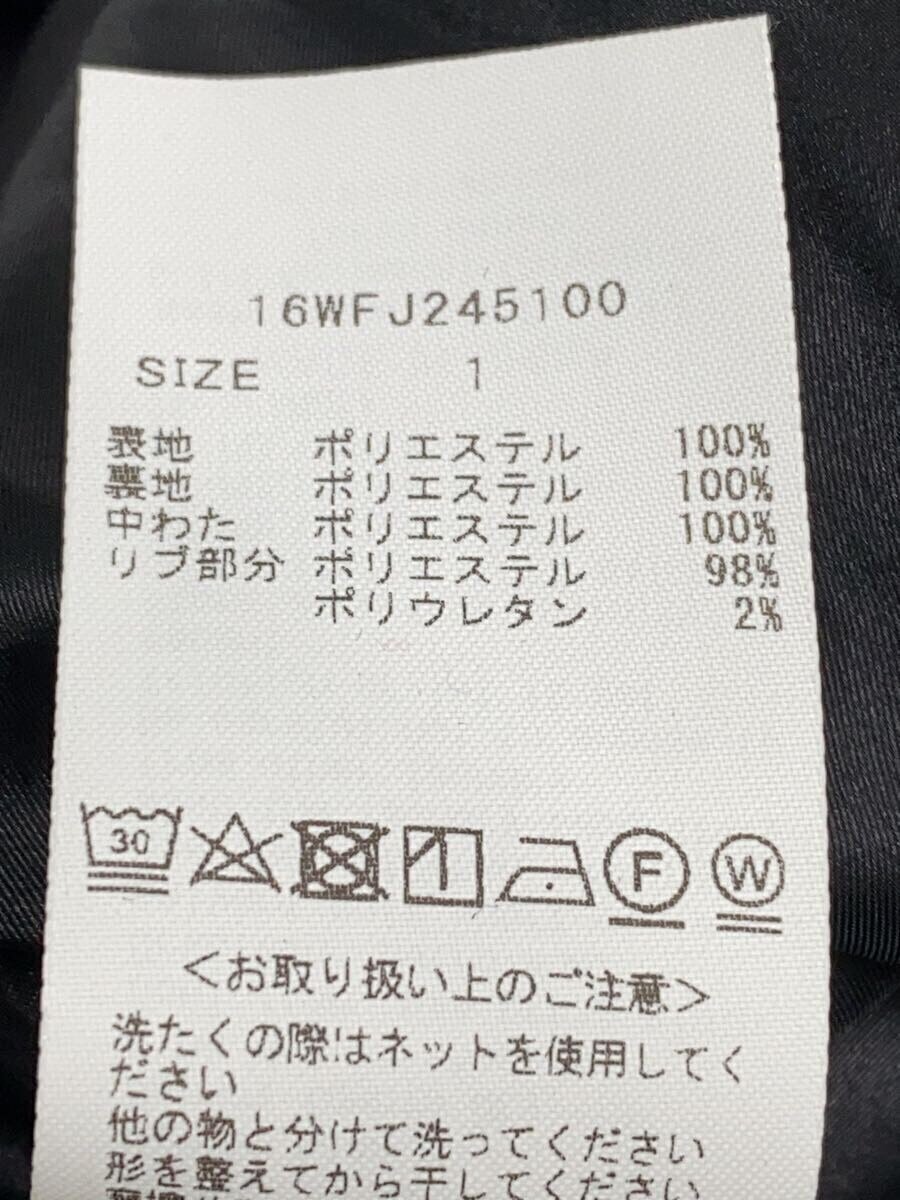 16WFJ245100
SIZE 1
表地 ポリエステル 100%
裏地 ポリエステル 100%
中わた ポリエステル 100%
リブ部分 ポリエステル 98%
ポリウレタン 2%
30 F W
<お取り扱い上のご注意>
洗たくの際はネットを使用してく
ださい
他の物と分けて洗ってください
形を整えてから干してください